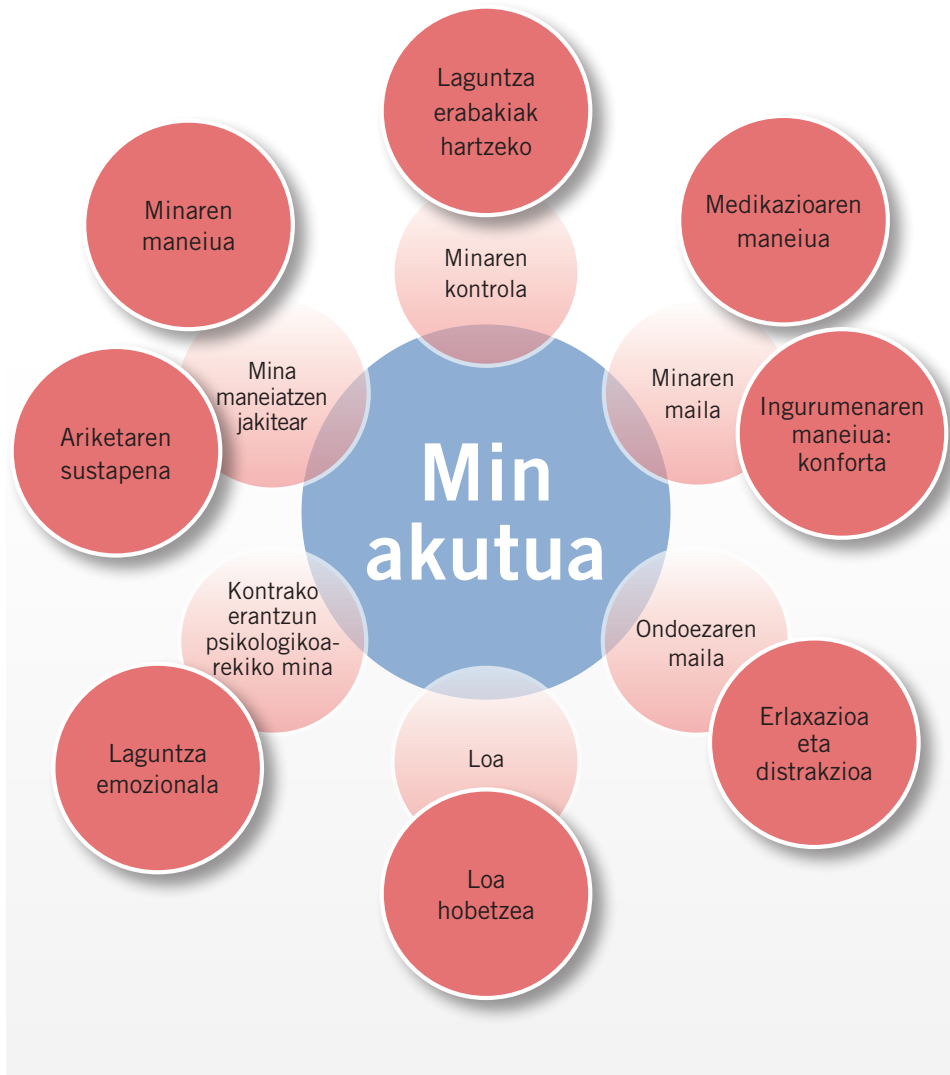 Laguntza
erabakiak
hartzeko
Minaren
maneiua
Medikazioaren
maneiua
Minaren
kontrola
Mina
maneiatzen
jakitear
Minaren
maila
Ariketaren
sustapena
Ingurumenaren
maneiua:
konforta
Min
akutua
Kontrako
erantzun
psikologikoa-
rekiko mina
Ondoezaren
maila
Laguntza
emozionala
Loa
Erlaxazioa
eta
distrakzioa
Loa
hobetzea